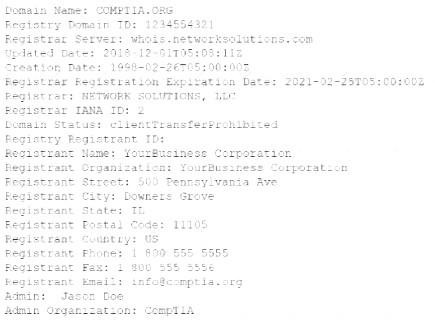 Domain Name: COMPTIA.ORG
Registry Domain ID: 1234554321
Registrar Server: whois.networksolutions.com
Updated Date: 2018-12-01T05:08:11Z
Creation Date: 1998-02-26T05:00:00Z
Registrar Registration Expiration Date: 2021-02-25T05:00:00Z
Registrar: NETWORK SOLUTIONS, LLC
Registrar IANA ID: 2
Domain Status: clientTransferProhibited
Registry Registrant ID:
Registrant Name: YourBusiness Corporation
Registrant Organization: YourBusiness Corporation
Registrant Street: 500 Pennsylvania Ave
Registrant City: Downers Grove
Registrant State: IL
Registrant Postal Code: 11105
Registrant Country: US
Registrant Phone: 1 800 555 5555
Registrant Fax: 1 800 555 5556
Registrant Email: info@comptia.org
Admin: Jason Doe
Admin Organization: CompTIA